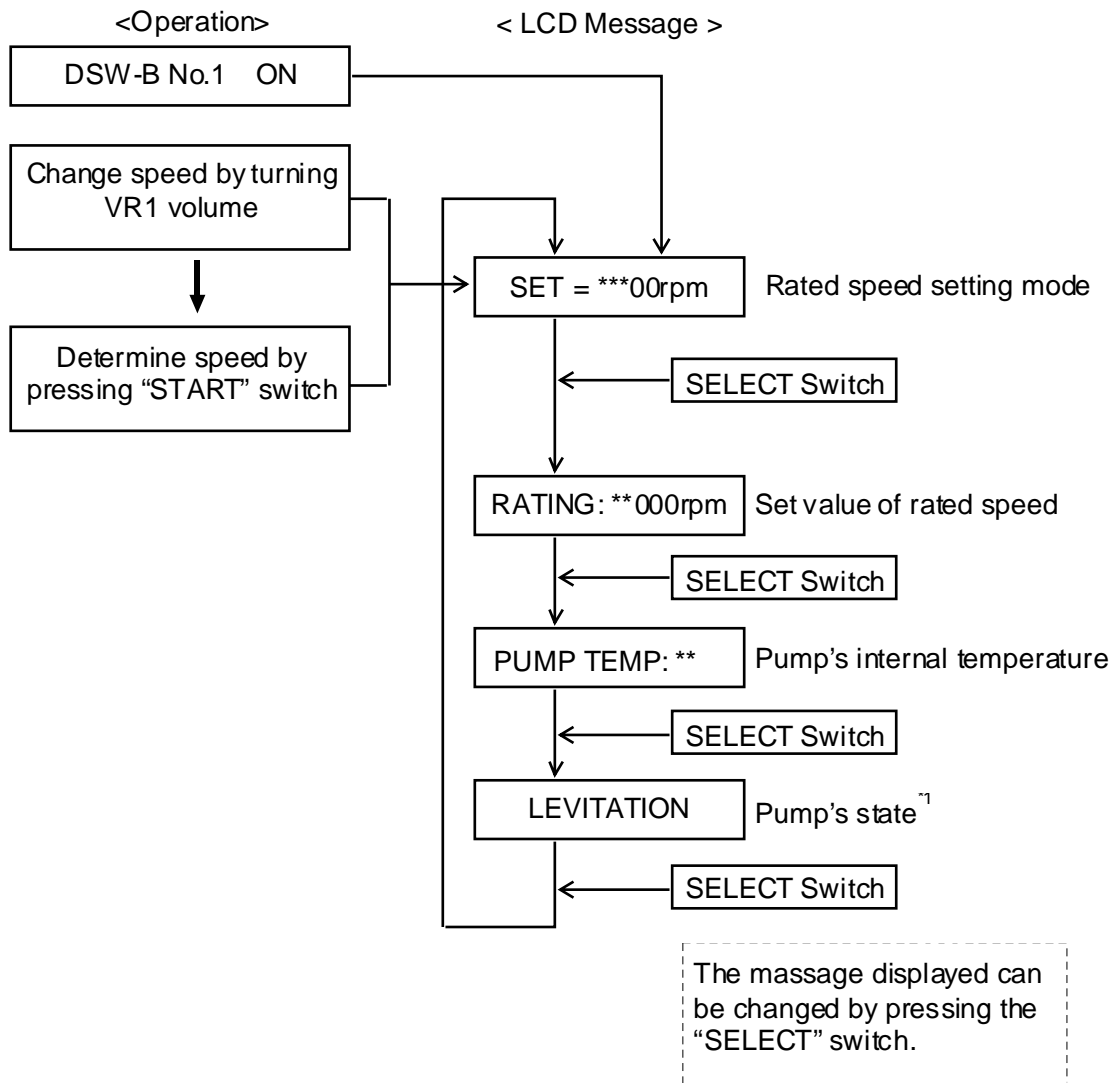 <Operation>
< LCD Message >
DSW-B No.1 ON
Change speed by turning
VR1 volume
SET = ***00rpm
Rated speed setting mode
Determine speed by
pressing “START” switch
SELECT Switch
RATING: **000rpm
Set value of rated speed
SELECT Switch
PUMP TEMP: **
Pump’s internal temperature
SELECT Switch
LEVITATION
Pump’s state*1
SELECT Switch
The massage displayed can
be changed by pressing the
“SELECT” switch.